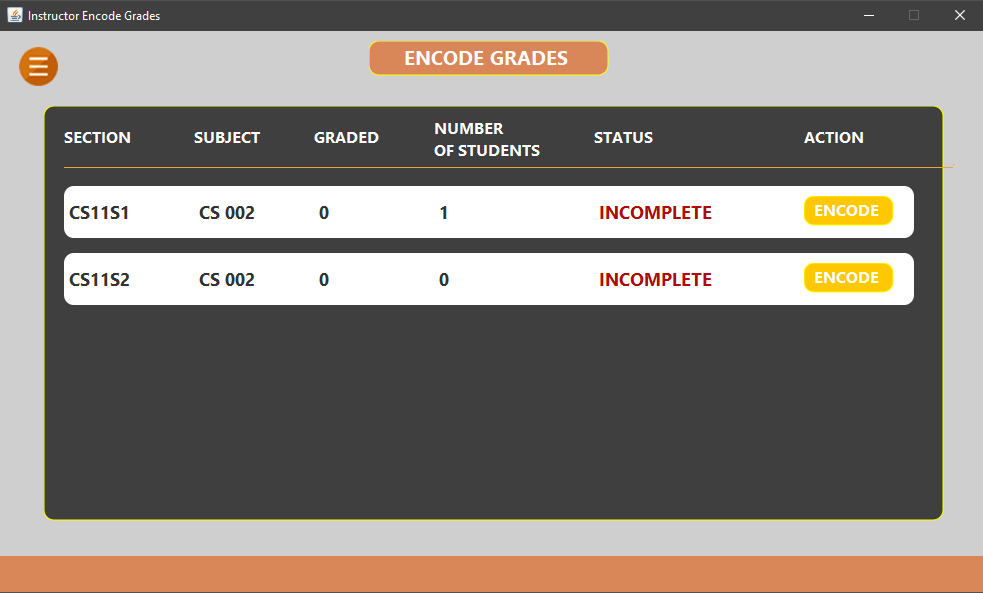 Instructor Encode Grades
ENCODE GRADES
SECTION SUBJECT GRADED NUMBER OF STUDENTS STATUS ACTION
CS11S1 CS 002 0 1 INCOMPLETE ENCODE
CS11S2 CS 002 0 0 INCOMPLETE ENCODE